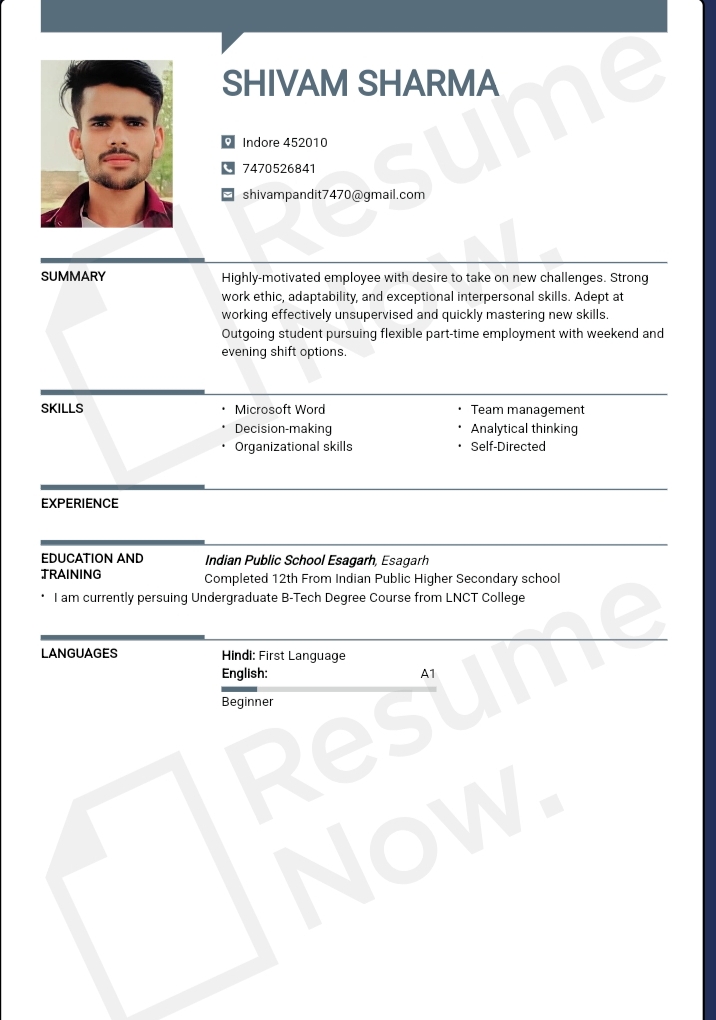 SHIVAM SHARMA
Indore 452010
7470526841
shivampandit7470@gmail.com
SUMMARY
Highly-motivated employee with desire to take on new challenges. Strong
work ethic, adaptability, and exceptional interpersonal skills. Adept at
working effectively unsupervised and quickly mastering new skills.
Outgoing student pursuing flexible part-time employment with weekend and
evening shift options.
SKILLS
• Microsoft Word
• Decision-making
• Organizational skills
• Team management
• Analytical thinking
• Self-Directed
EXPERIENCE
EDUCATION AND
TRAINING
Indian Public School Esagarh, Esagarh
Completed 12th From Indian Public Higher Secondary school
• I am currently persuing Undergraduate B-Tech Degree Course from LNCT College
LANGUAGES
Hindi: First Language
English: A1
Beginner
Resume
Now.
Resume
Now.